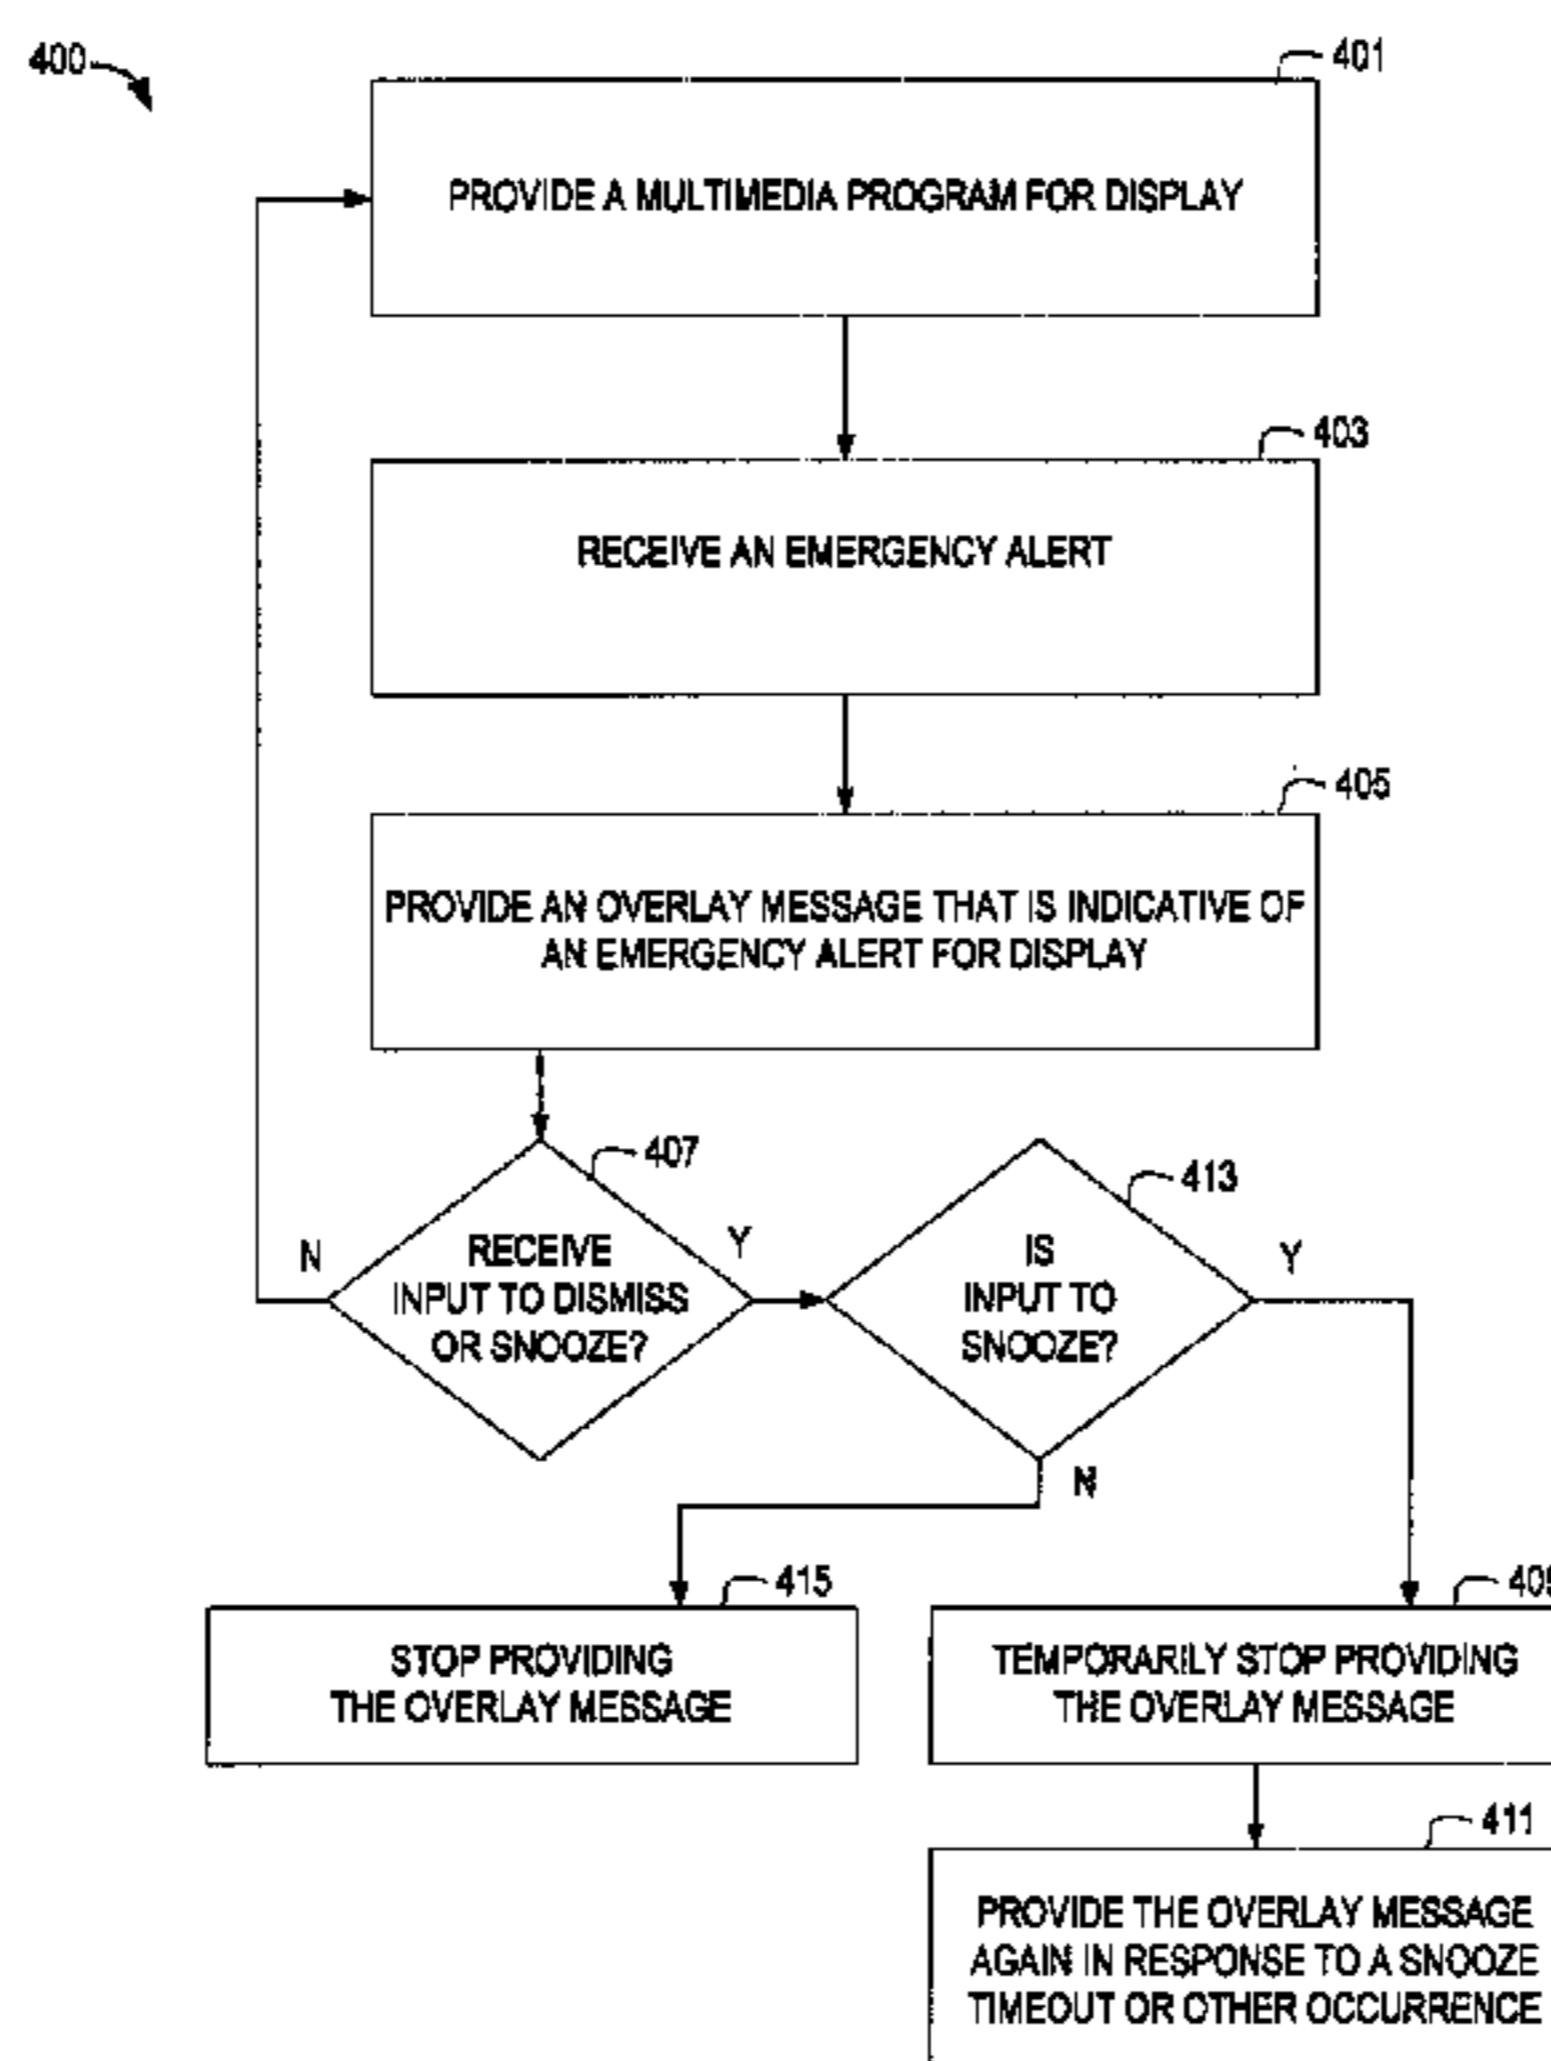 400
401
PROVIDE A MULTIMEDIA PROGRAM FOR DISPLAY
403
RECEIVE AN EMERGENCY ALERT
405
PROVIDE AN OVERLAY MESSAGE THAT IS INDICATIVE OF
AN EMERGENCY ALERT FOR DISPLAY
407
N
RECEIVE
INPUT TO DISMISS
OR SNOOZE?
Y
413
IS
INPUT TO
SNOOZE?
Y
N
415
STOP PROVIDING
THE OVERLAY MESSAGE
409
TEMPORARILY STOP PROVIDING
THE OVERLAY MESSAGE
411
PROVIDE THE OVERLAY MESSAGE
AGAIN IN RESPONSE TO A SNOOZE
TIMEOUT OR OTHER OCCURRENCE